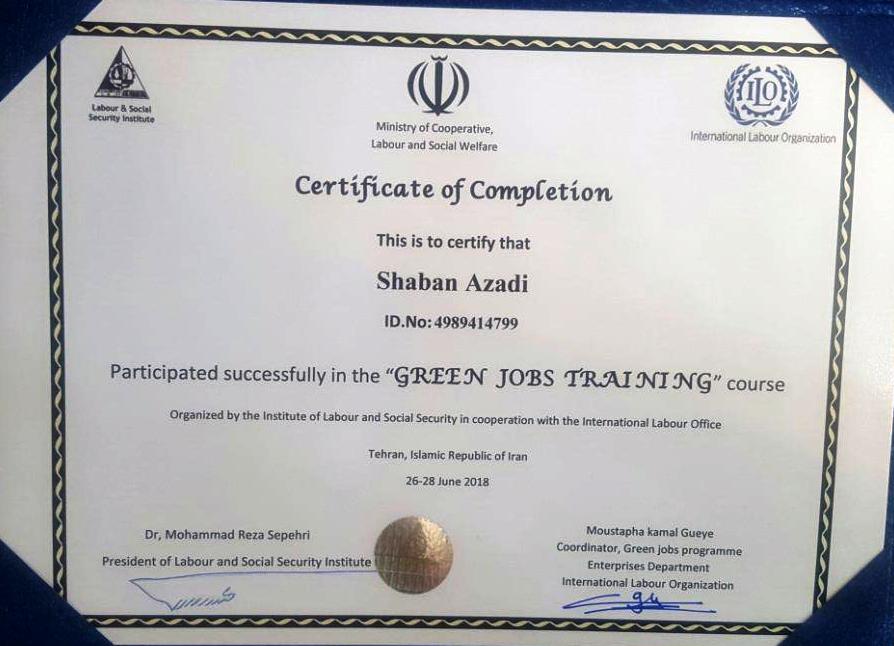 Labour & Social
Security Institute
Ministry of Cooperative,
Labour and Social Welfare
ILO
International Labour Organization
Certificate of Completion
This is to certify that
Shaban Azadi
ID.No: 4989414799
Participated successfully in the “GREEN JOBS TRAINING” course
Organized by the Institute of Labour and Social Security in cooperation with the International Labour Office
Tehran, Islamic Republic of Iran
26-28 June 2018
Dr, Mohammad Reza Sepehri
President of Labour and Social Security Institute
Moustapha kamal Gueye
Coordinator, Green jobs programme
Enterprises Department
International Labour Organization